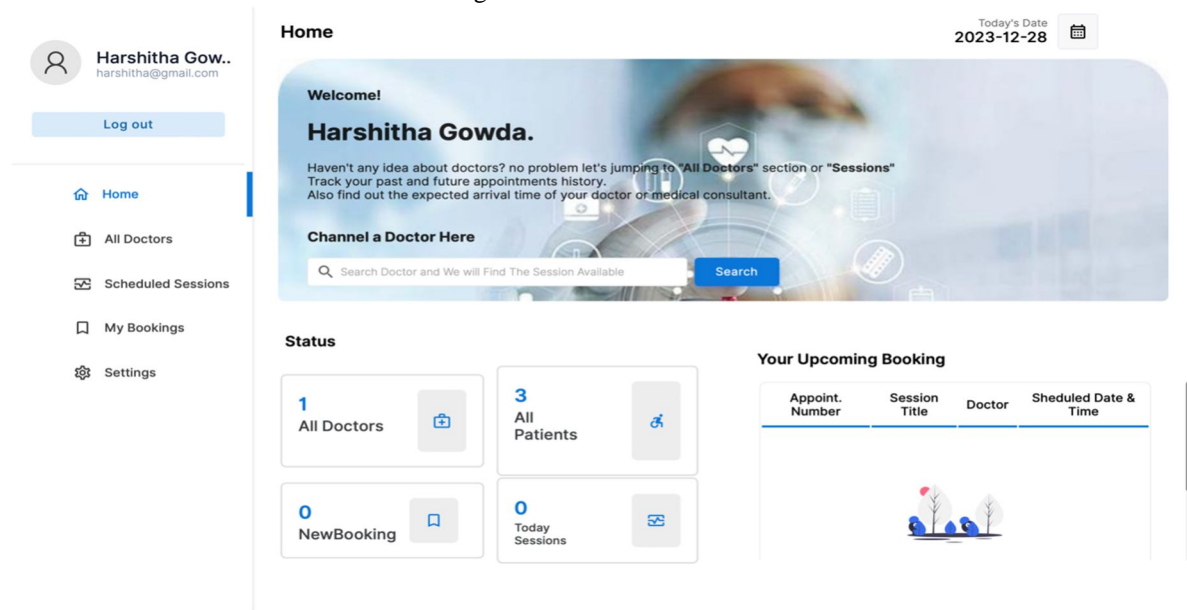 Home
Today's Date
2023-12-28
Harshitha Gow..
harshitha@gmail.com
Log out
Home
All Doctors
Scheduled Sessions
My Bookings
Settings
Welcome!
Harshitha Gowda.
Haven't any idea about doctors? no problem let's jumping to "All Doctors" section or "Sessions"
Track your past and future appointments history.
Also find out the expected arrival time of your doctor or medical consultant.
Channel a Doctor Here
Search Doctor and We will Find The Session Available
Search
Status
1
All Doctors
3
All
Patients
0
NewBooking
0
Today
Sessions
Your Upcoming Booking
Appoint.
Number
Session
Title
Doctor
Sheduled Date &
Time